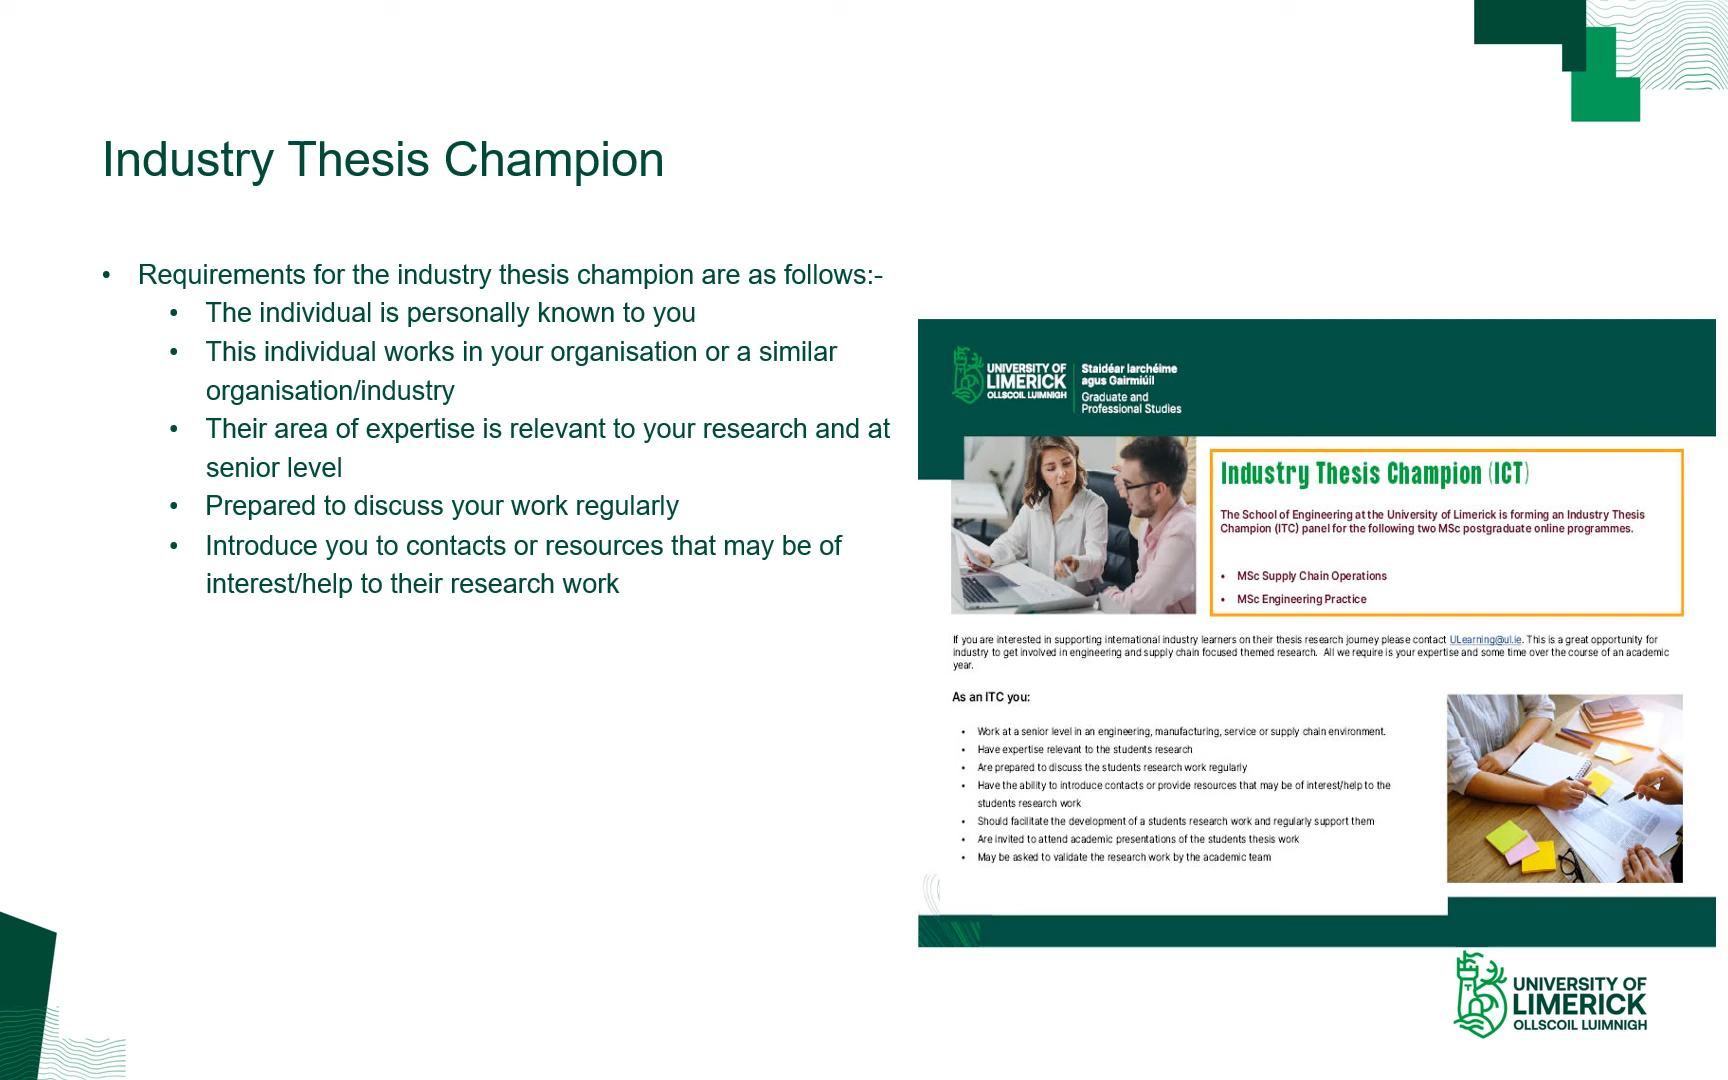 Industry Thesis Champion
• Requirements for the industry thesis champion are as follows:-
• The individual is personally known to you
• This individual works in your organisation or a similar
organisation/industry
• Their area of expertise is relevant to your research and at
senior level
• Prepared to discuss your work regularly
• Introduce you to contacts or resources that may be of
interest/help to their research work
UNIVERSITY OF
LIMERICK
OLLSCOIL LUIMNIGH
Staidéar Iarchéime
agus Gairmiúil
Graduate and
Professional Studies
Industry Thesis Champion (ICT)
The School of Engineering at the University of Limerick is forming an Industry Thesis
Champion (ITC) panel for the following two MSc postgraduate online programmes.
• MSc Supply Chain Operations
• MSc Engineering Practice
If you are interested in supporting international industry learners on their thesis research journey please contact ULearning@ul.ie. This is a great opportunity for
industry to get involved in engineering and supply chain focused themed research. All we require is your expertise and some time over the course of an academic
year.
As an ITC you:
• Work at a senior level in an engineering, manufacturing, service or supply chain environment.
• Have expertise relevant to the students research
• Are prepared to discuss the students research work regularly
• Have the ability to introduce contacts or provide resources that may be of interest/help to the
students research work
• Should facilitate the development of a students research work and regularly support them
• Are invited to attend academic presentations of the students thesis work
• May be asked to validate the research work by the academic team
UNIVERSITY OF
LIMERICK
OLLSCOIL LUIMNIGH